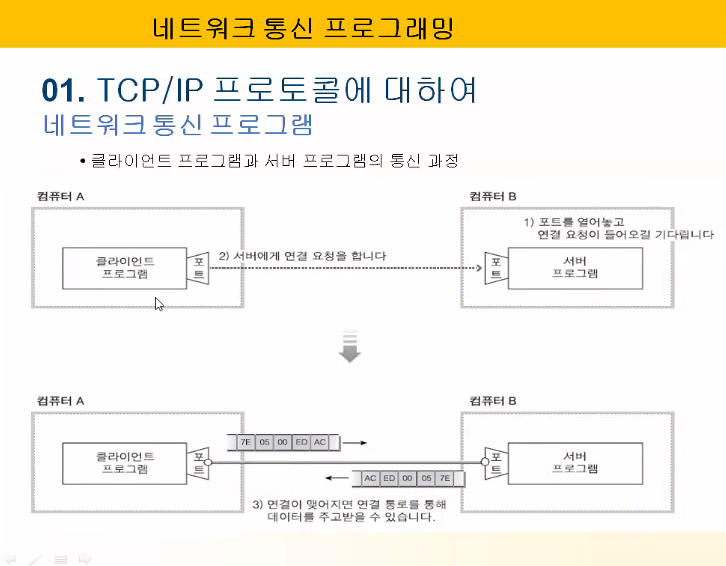 네트워크 통신 프로그래밍
01. TCP/IP 프로토콜에 대하여
네트워크 통신 프로그램
• 클라이언트 프로그램과 서버 프로그램의 통신 과정
컴퓨터 A
컴퓨터 B
1) 포트를 열어놓고
연결 요청이 들어오길 기다립니다
클라이언트
프로그램
포트
2) 서버에게 연결 요청을 합니다
포트
서버
프로그램
컴퓨터 A
컴퓨터 B
7E 05 00 ED AC
클라이언트
프로그램
포트
포트
서버
프로그램
AC ED 00 05 7E
3) 연결이 맺어지면 연결 통로를 통해
데이터를 주고받을 수 있습니다.